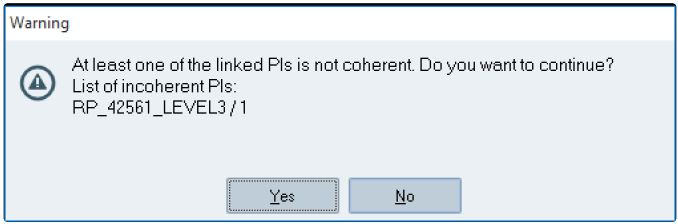 Warning
At least one of the linked PIs is not coherent. Do you want to continue?
List of incoherent PIs:
RP_42561_LEVEL3 / 1
Yes No